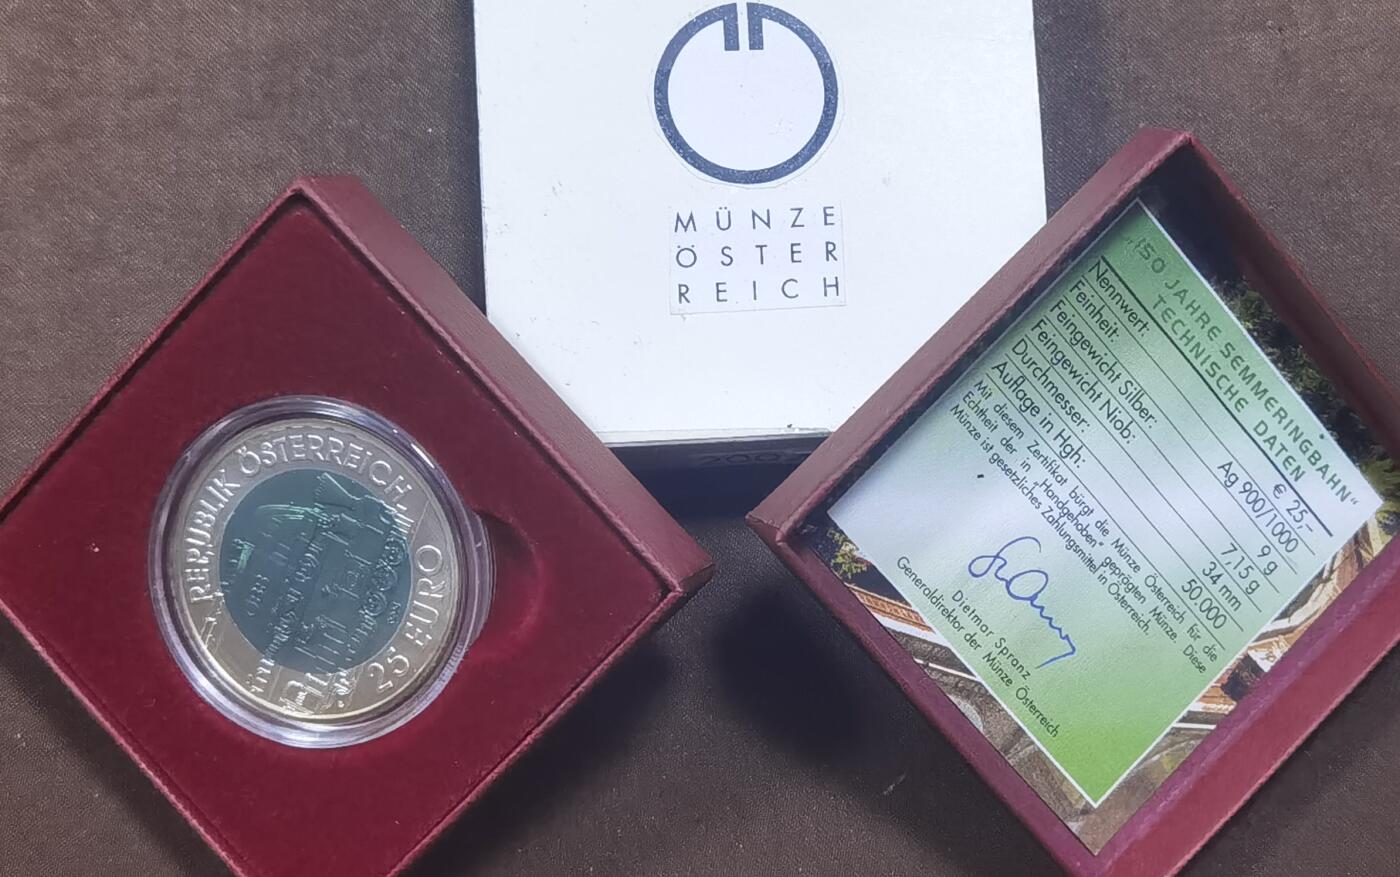 MÜNZE
ÖSTER
REICH
REPUBLIK ÖSTERREICH
25 EURO
„150 JAHRE SEMMERINGBAHN“
TECHNISCHE DATEN
Nennwert: € 25,–
Feinheit: Ag 900/1000
Feingewicht Silber: 9 g
Feingewicht Niob: 7,15 g
Durchmesser: 34 mm
Auflage in Hgh: 50.000
Mit diesem Zertifikat bürgt die Münze Österreich für die
Echtheit der in „Handgehoben“ geprägten Münze. Diese
Münze ist gesetzliches Zahlungsmittel in Österreich.
Dietmar Spranz
Generaldirektor der Münze Österreich